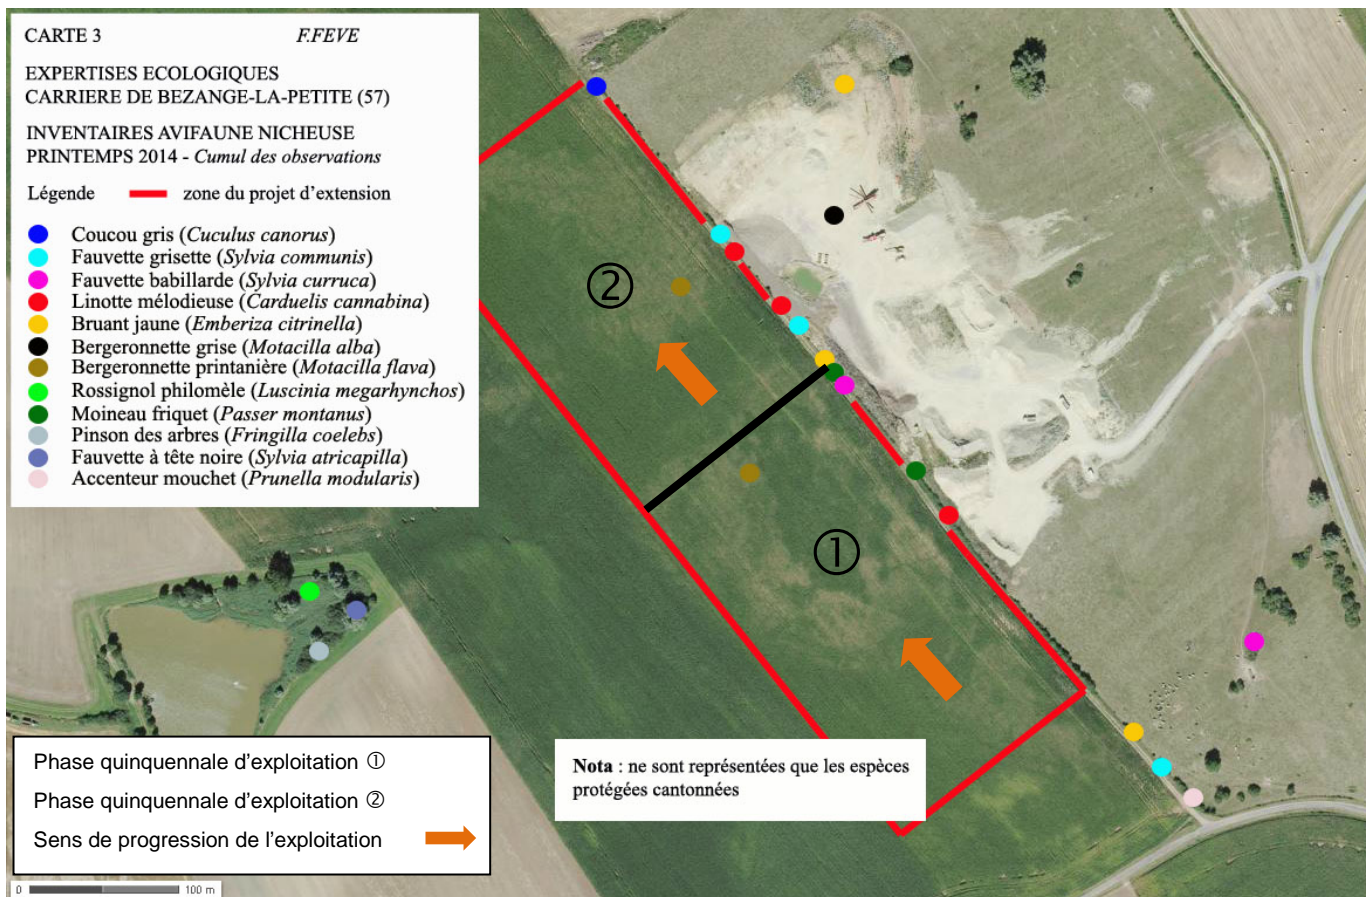 CARTE 3 F.FEVE
EXPERTISES ECOLOGIQUES
CARRIERE DE BEZANGE-LA-PETITE (57)
INVENTAIRES AVIFAUNE NICHEUSE
PRINTEMPS 2014 - Cumul des observations
Légende zone du projet d'extension
Coucou gris (Cuculus canorus)
Fauvette grisette (Sylvia communis)
Fauvette babillarde (Sylvia curruca)
Linotte mélodieuse (Carduelis cannabina)
Bruant jaune (Emberiza citrinella)
Bergeronnette grise (Motacilla alba)
Bergeronnette printanière (Motacilla flava)
Rossignol philomèle (Luscinia megarhynchos)
Moineau friquet (Passer montanus)
Pinson des arbres (Fringilla coelebs)
Fauvette à tête noire (Sylvia atricapilla)
Accenteur mouchet (Prunella modularis)
②
①
Nota : ne sont représentées que les espèces
protégées cantonnées
Phase quinquennale d'exploitation ①
Phase quinquennale d'exploitation ②
Sens de progression de l'exploitation
0 100 m